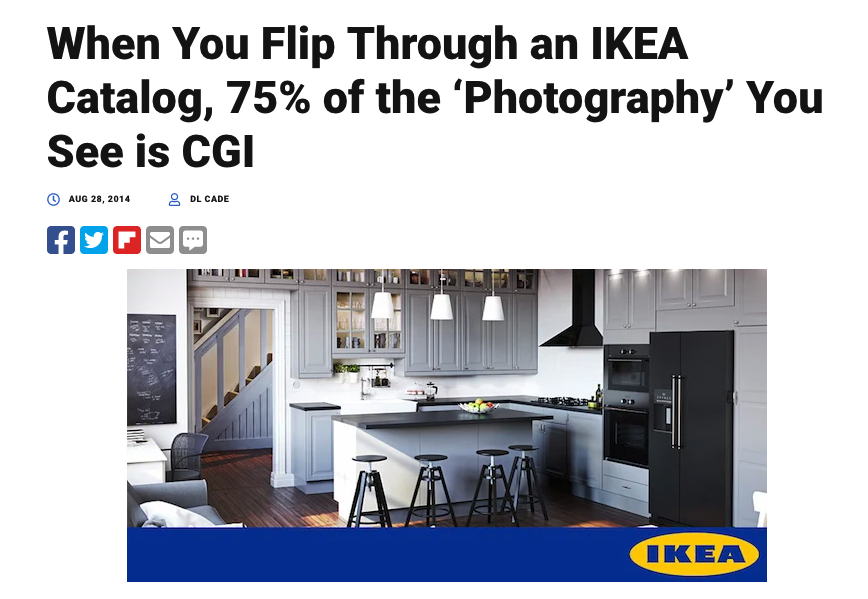 When You Flip Through an IKEA
Catalog, 75% of the ‘Photography’ You
See is CGI
AUG 28, 2014 DL CADE
IKEA